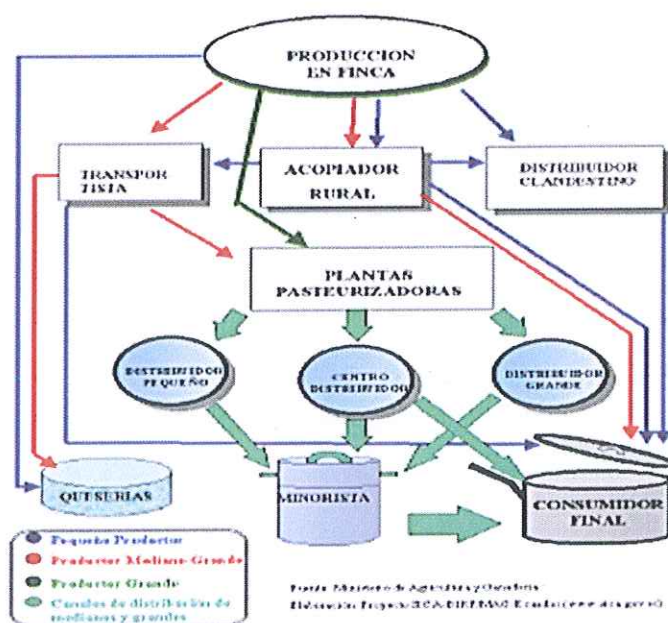 PRODUCCION
EN FINCA
TRANSPOR
TISTA
ACOPIADOR
RURAL
DISTRIBUIDOR
CLANDESTINO
PLANTAS
PASTEURIZADORAS
DISTRIBUIDOR
PEQUEÑO
CENTRO
DISTRIBUIDOR
GRANDE
QUESERIAS
MINORISTA
CONSUMIDOR
FINAL
Pequeño Productor
Productor Mediano-Grande
Productor Grande
Canales de distribución de
medianos y grandes
Fuente: Ministerio de Agricultura y Ganadería
Elaboración: Proyecto